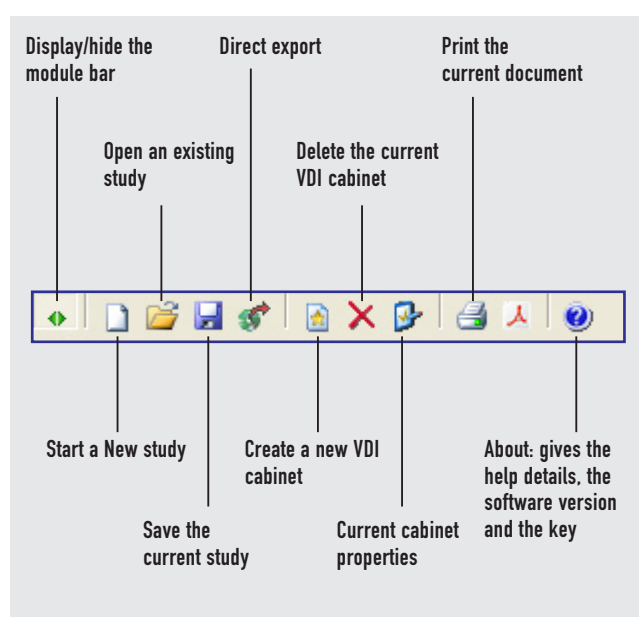 Display/hide the
module bar
Direct export
Print the
current document
Open an existing
study
Delete the current
VDI cabinet
Start a New study
Create a new VDI
cabinet
About: gives the
help details, the
software version
and the key
Save the
current study
Current cabinet
properties